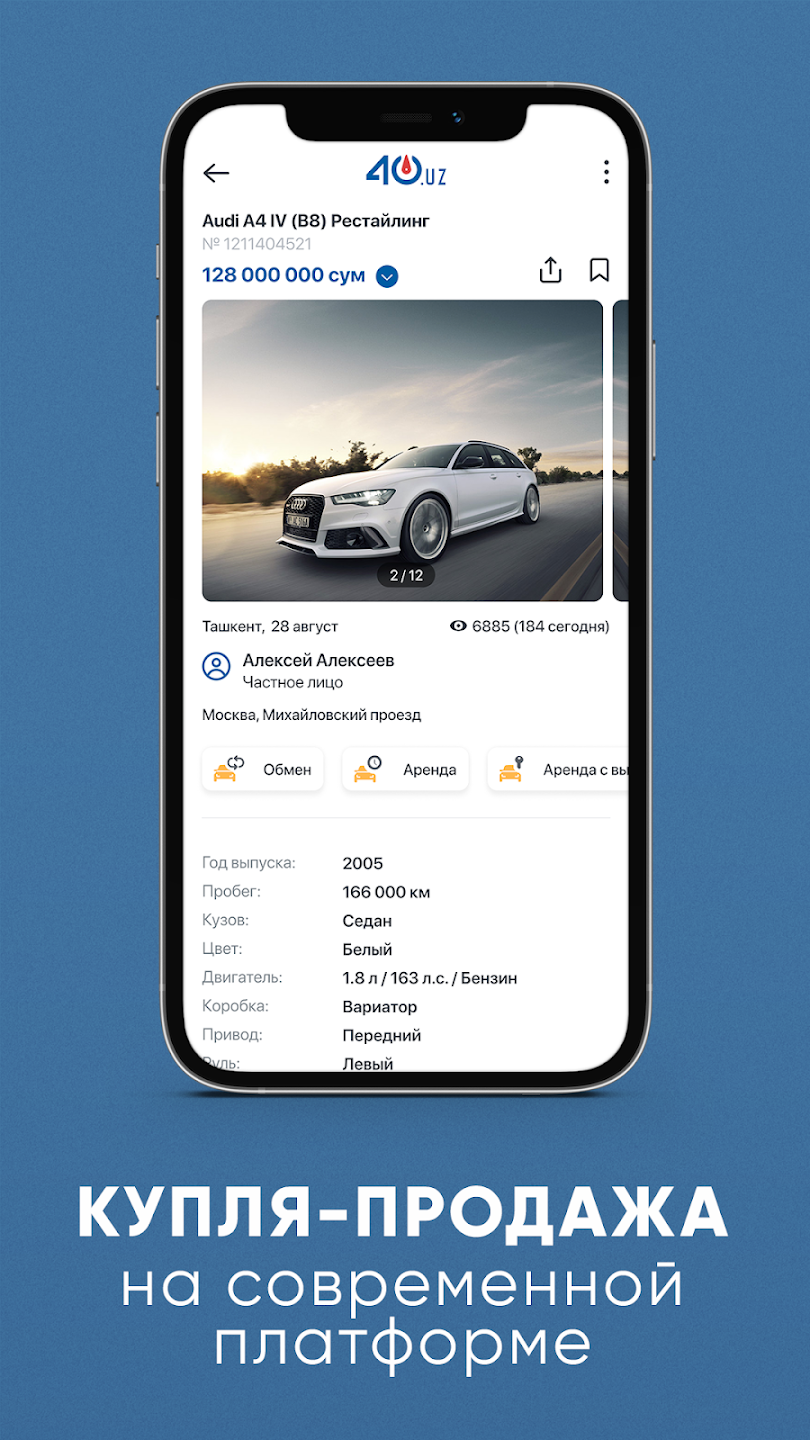 40.uz
Audi A4 IV (B8) Рестайлинг
№ 1211404521
128 000 000 сум
2 / 12
Ташкент, 28 август
6885 (184 сегодня)
Алексей Алексеев
Частное лицо
Москва, Михайловский проезд
Обмен
Аренда
Аренда с вы
Год выпуска: 2005
Пробег: 166 000 км
Кузов: Седан
Цвет: Белый
Двигатель: 1.8 л / 163 л.с. / Бензин
Коробка: Вариатор
Привод: Передний
Руль: Левый
КУПЛЯ-ПРОДАЖА
на современной
платформе